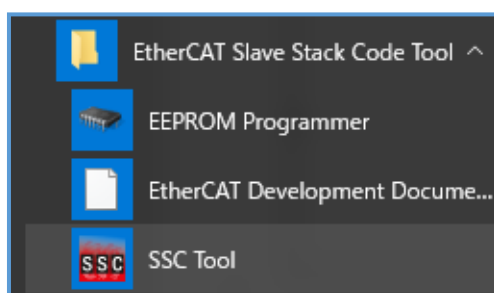 EtherCAT Slave Stack Code Tool
EEPROM Programmer
EtherCAT Development Docume...
SSC SSC Tool